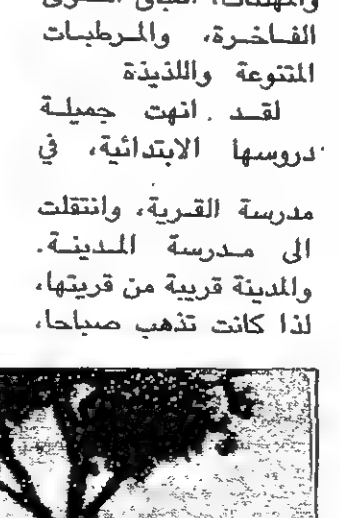 الفاخرة، والمرطبات
المتنوعة واللذيذة
لقد انهت جميلة
دروسها الابتدائية، في
مدرسة القرية، وانتقلت
الى مدرسة المدينة.
والمدينة قريبة من قريتها،
لذا كانت تذهب صباحا،